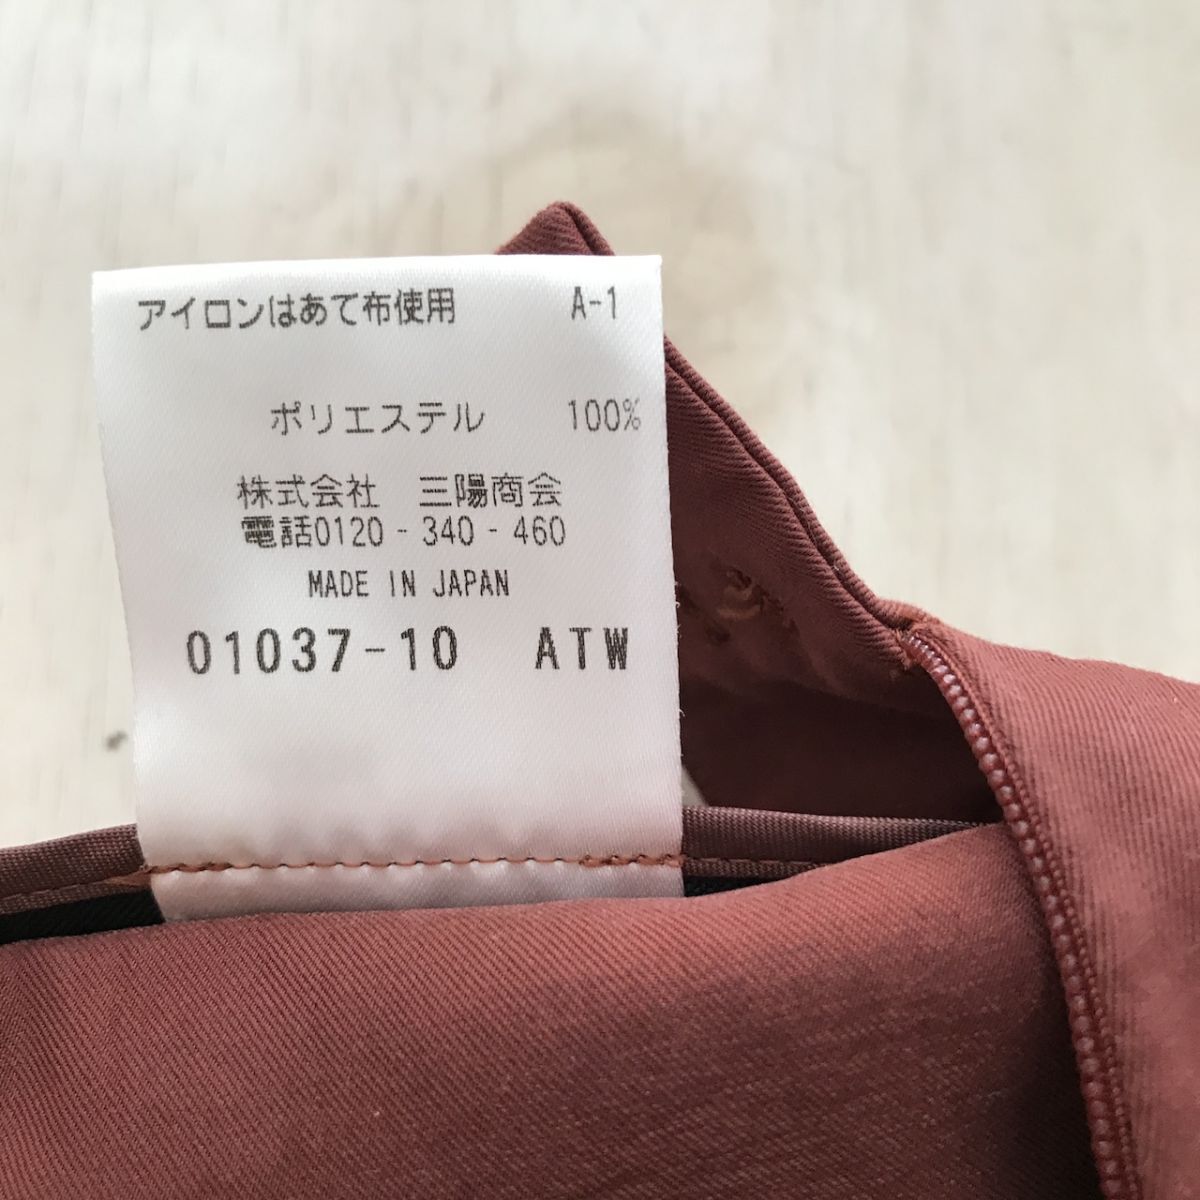 アイロンはあて布使用 A-1
ポリエステル 100%
株式会社 三陽商会
電話0120-340-460
MADE IN JAPAN
01037-10 ATW